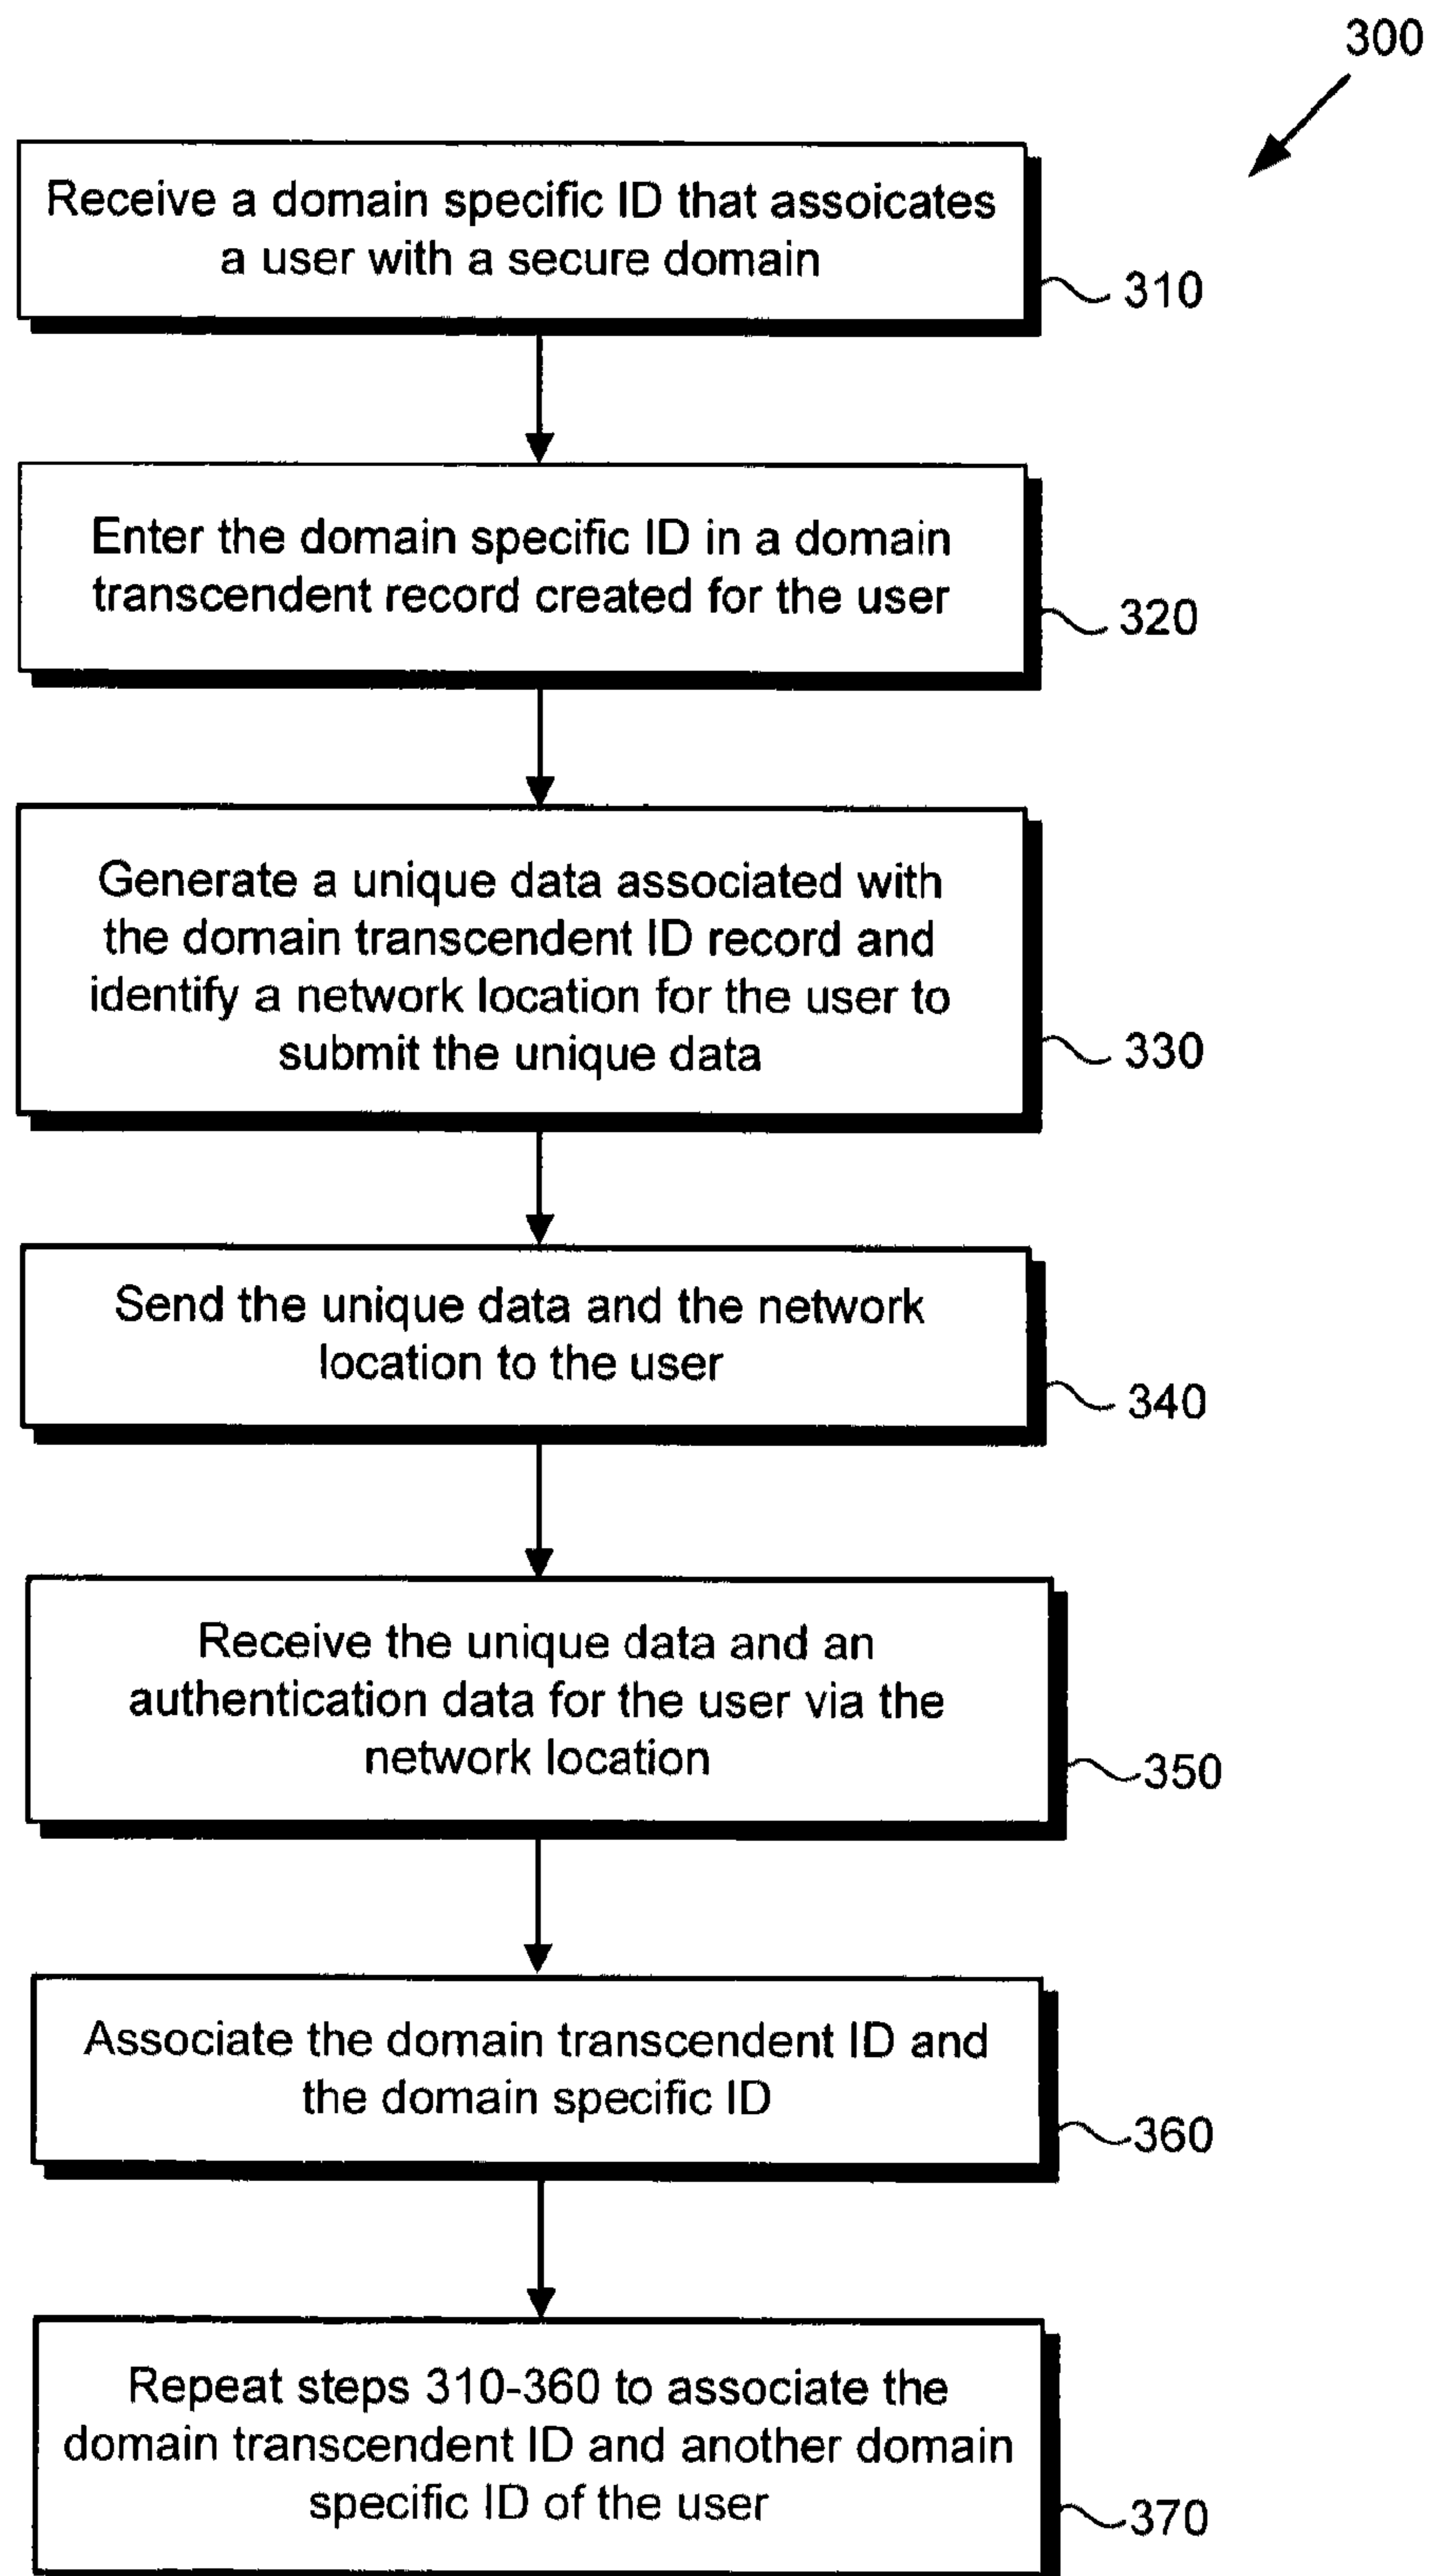 300
Receive a domain specific ID that assoicates
a user with a secure domain
310
Enter the domain specific ID in a domain
transcendent record created for the user
320
Generate a unique data associated with
the domain transcendent ID record and
identify a network location for the user to
submit the unique data
330
Send the unique data and the network
location to the user
340
Receive the unique data and an
authentication data for the user via the
network location
350
Associate the domain transcendent ID and
the domain specific ID
360
Repeat steps 310-360 to associate the
domain transcendent ID and another domain
specific ID of the user
370